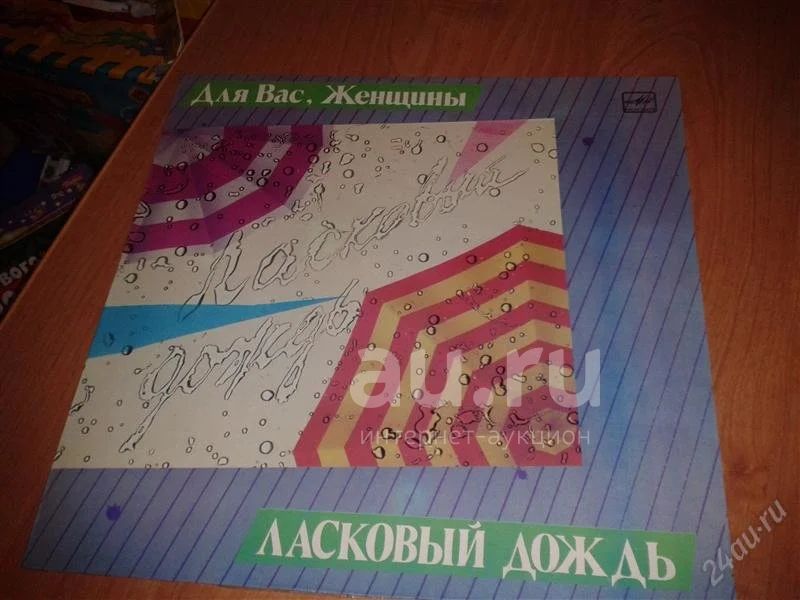 Для Вас, Женщины
Ласковый
дождь
au.ru
интернет-аукцион
ЛАСКОВЫЙ ДОЖДЬ
24au.ru